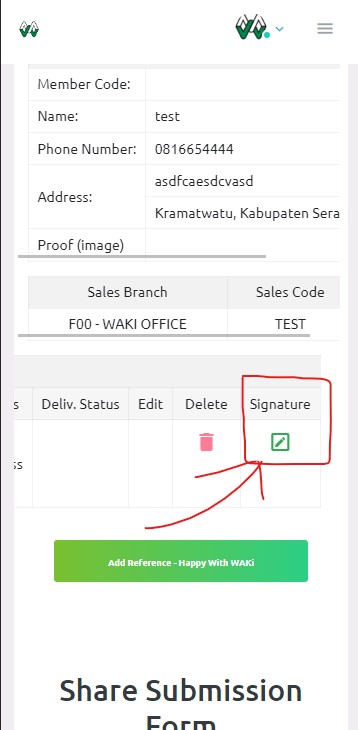 Member Code:
Name: test
Phone Number: 0816654444
Address: asdfcaesdcvasd
Kramatwatu, Kabupaten Sera
Proof (image)
Sales Branch Sales Code
F00 - WAKI OFFICE TEST
s Deliv. Status Edit Delete Signature
ss
Add Reference - Happy With WAKi
Share Submission
Form